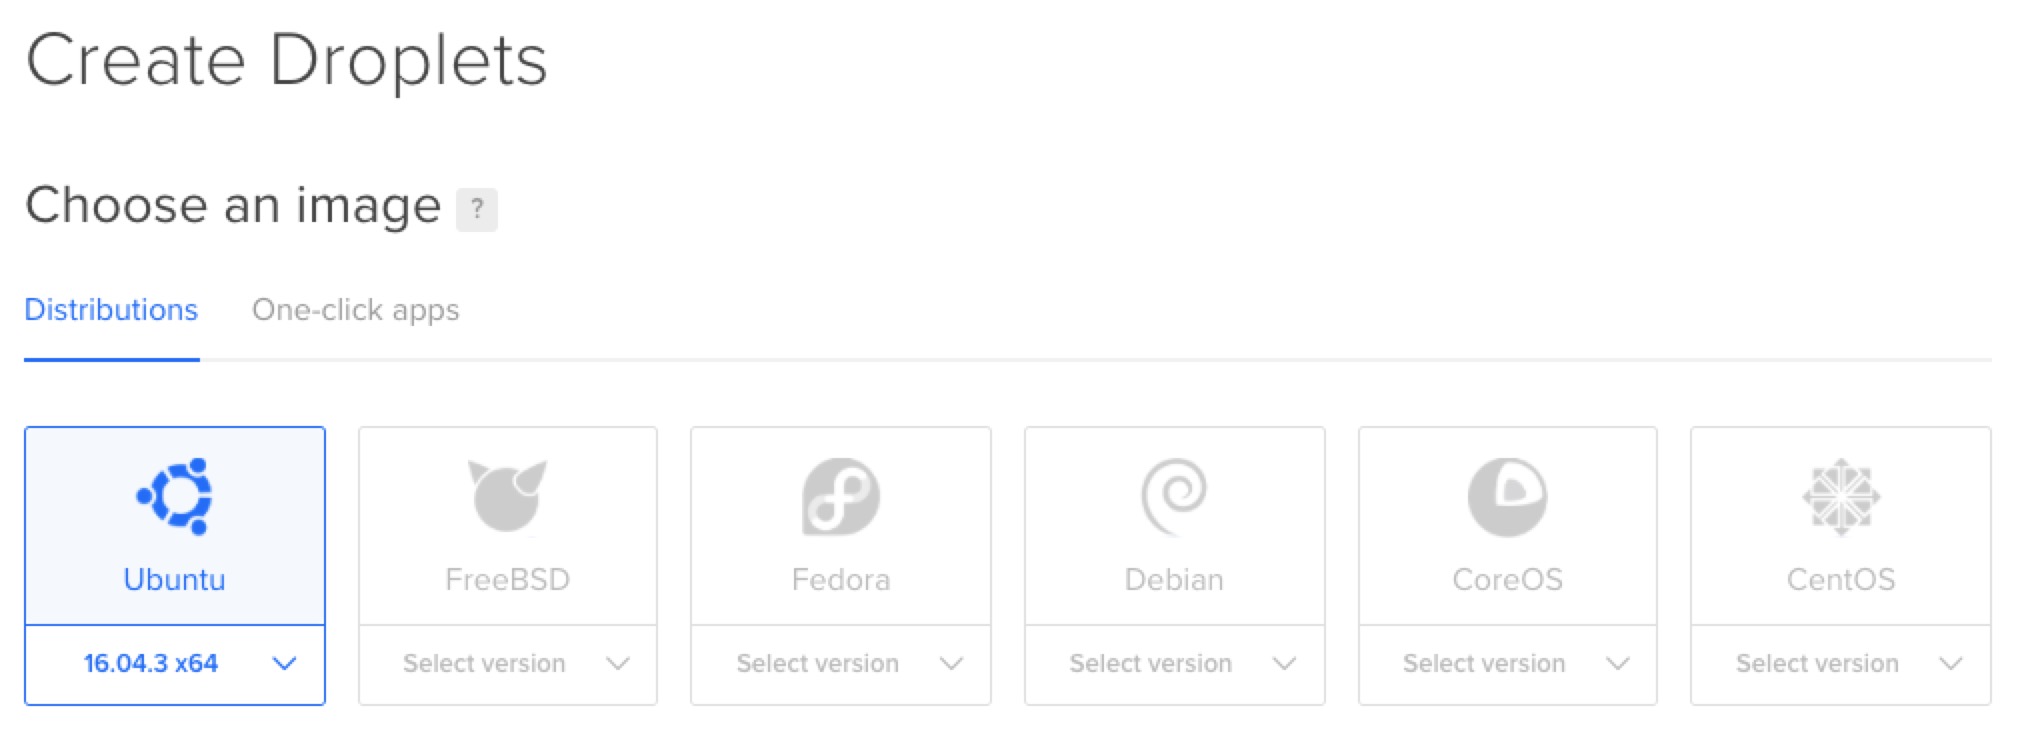 Create Droplets
Choose an image ?
Distributions One-click apps
Ubuntu FreeBSD Fedora Debian CoreOS CentOS
16.04.3 x64 Select version Select version Select version Select version Select version